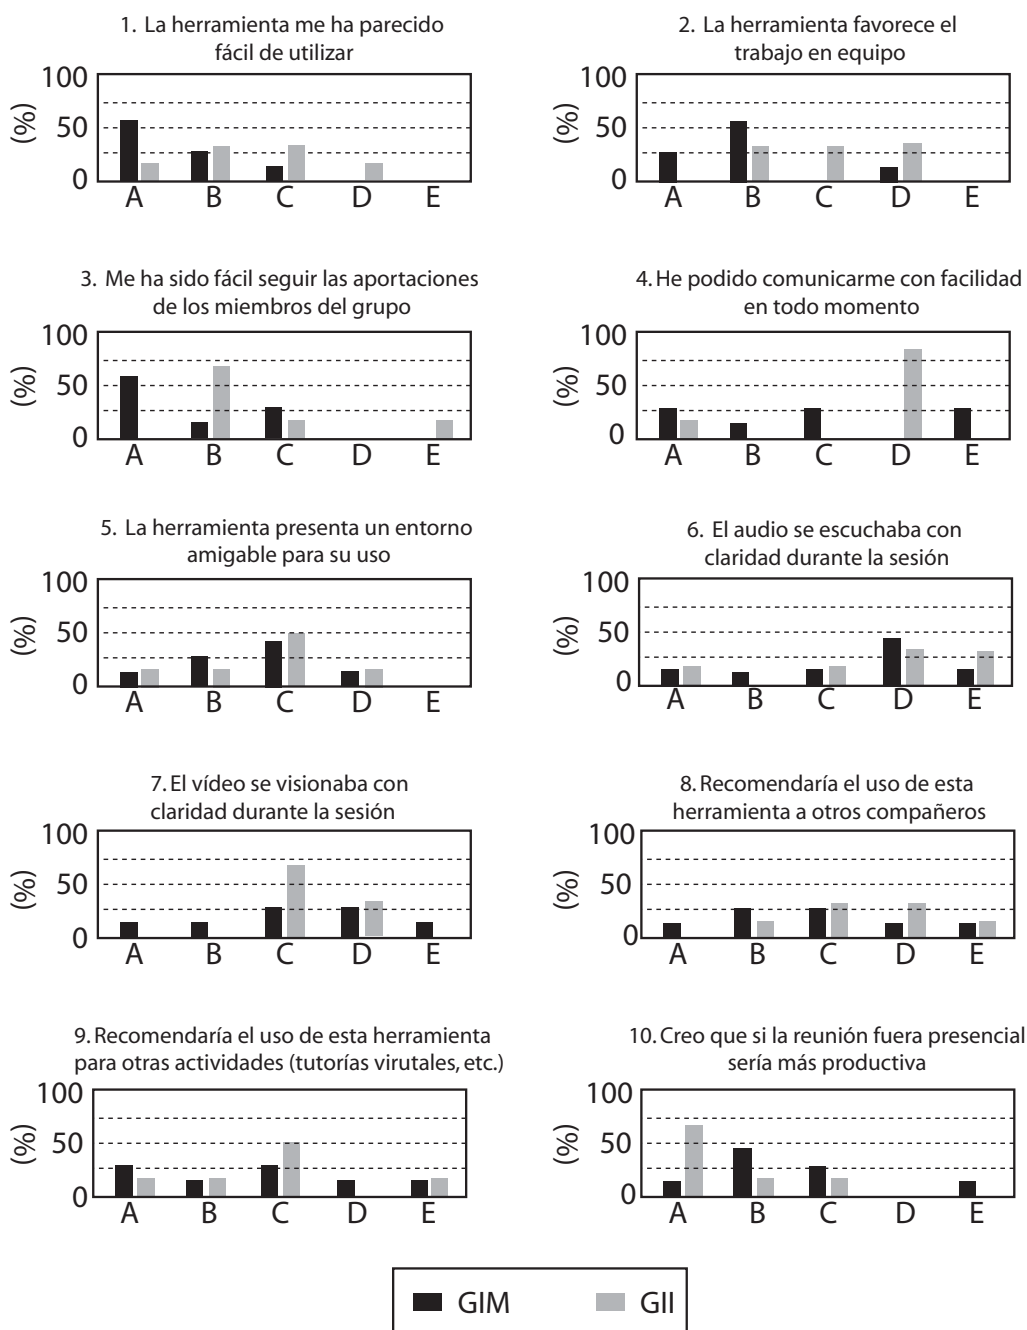 1. La herramienta me ha parecido
fácil de utilizar
100
50
0
(%)
A B C D E
2. La herramienta favorece el
trabajo en equipo
100
50
0
(%)
A B C D E
3. Me ha sido fácil seguir las aportaciones
de los miembros del grupo
100
50
0
(%)
A B C D E
4. He podido comunicarme con facilidad
en todo momento
100
50
0
(%)
A B C D E
5. La herramienta presenta un entorno
amigable para su uso
100
50
0
(%)
A B C D E
6. El audio se escuchaba con
claridad durante la sesión
100
50
0
(%)
A B C D E
7. El vídeo se visionaba con
claridad durante la sesión
100
50
0
(%)
A B C D E
8. Recomendaría el uso de esta
herramienta a otros compañeros
100
50
0
(%)
A B C D E
9. Recomendaría el uso de esta herramienta
para otras actividades (tutorías virutales, etc.)
100
50
0
(%)
A B C D E
10. Creo que si la reunión fuera presencial
sería más productiva
100
50
0
(%)
A B C D E
GIM GII